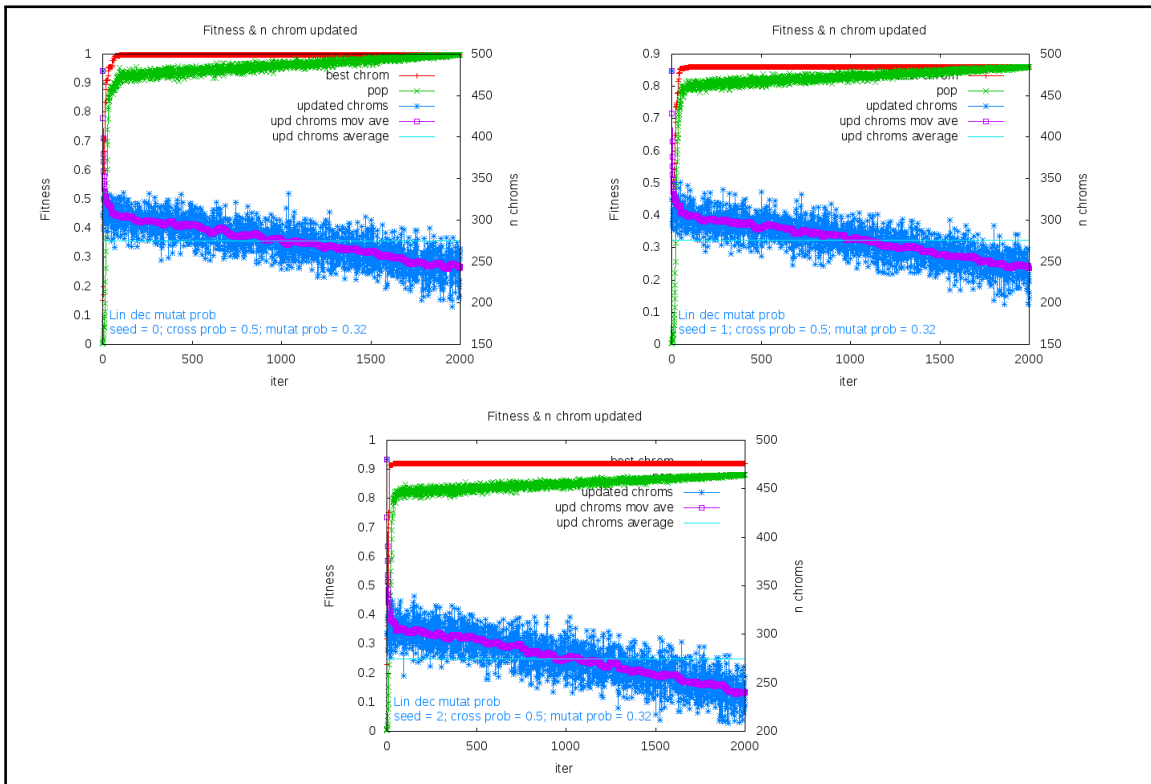 Fitness & n chrom updated
1
0.9
0.8
0.7
0.6
0.5
0.4
0.3
0.2
0.1
0
Fitness
500
450
400
350
300
250
200
150
n chroms
best chrom
pop
updated chroms
upd chroms mov ave
upd chroms average
Lin dec mutat prob
seed = 0; cross prob = 0.5; mutat prob = 0.32
0 500 1000 1500 2000
iter
Fitness & n chrom updated
0.9
0.8
0.7
0.6
0.5
0.4
0.3
0.2
0.1
0
Fitness
500
450
400
350
300
250
200
150
n chroms
pop
updated chroms
upd chroms mov ave
upd chroms average
Lin dec mutat prob
seed = 1; cross prob = 0.5; mutat prob = 0.32
0 500 1000 1500 2000
iter
Fitness & n chrom updated
1
0.9
0.8
0.7
0.6
0.5
0.4
0.3
0.2
0.1
0
Fitness
500
450
400
350
300
250
200
n chroms
best chrom
updated chroms
upd chroms mov ave
upd chroms average
Lin dec mutat prob
seed = 2; cross prob = 0.5; mutat prob = 0.32
0 500 1000 1500 2000
iter